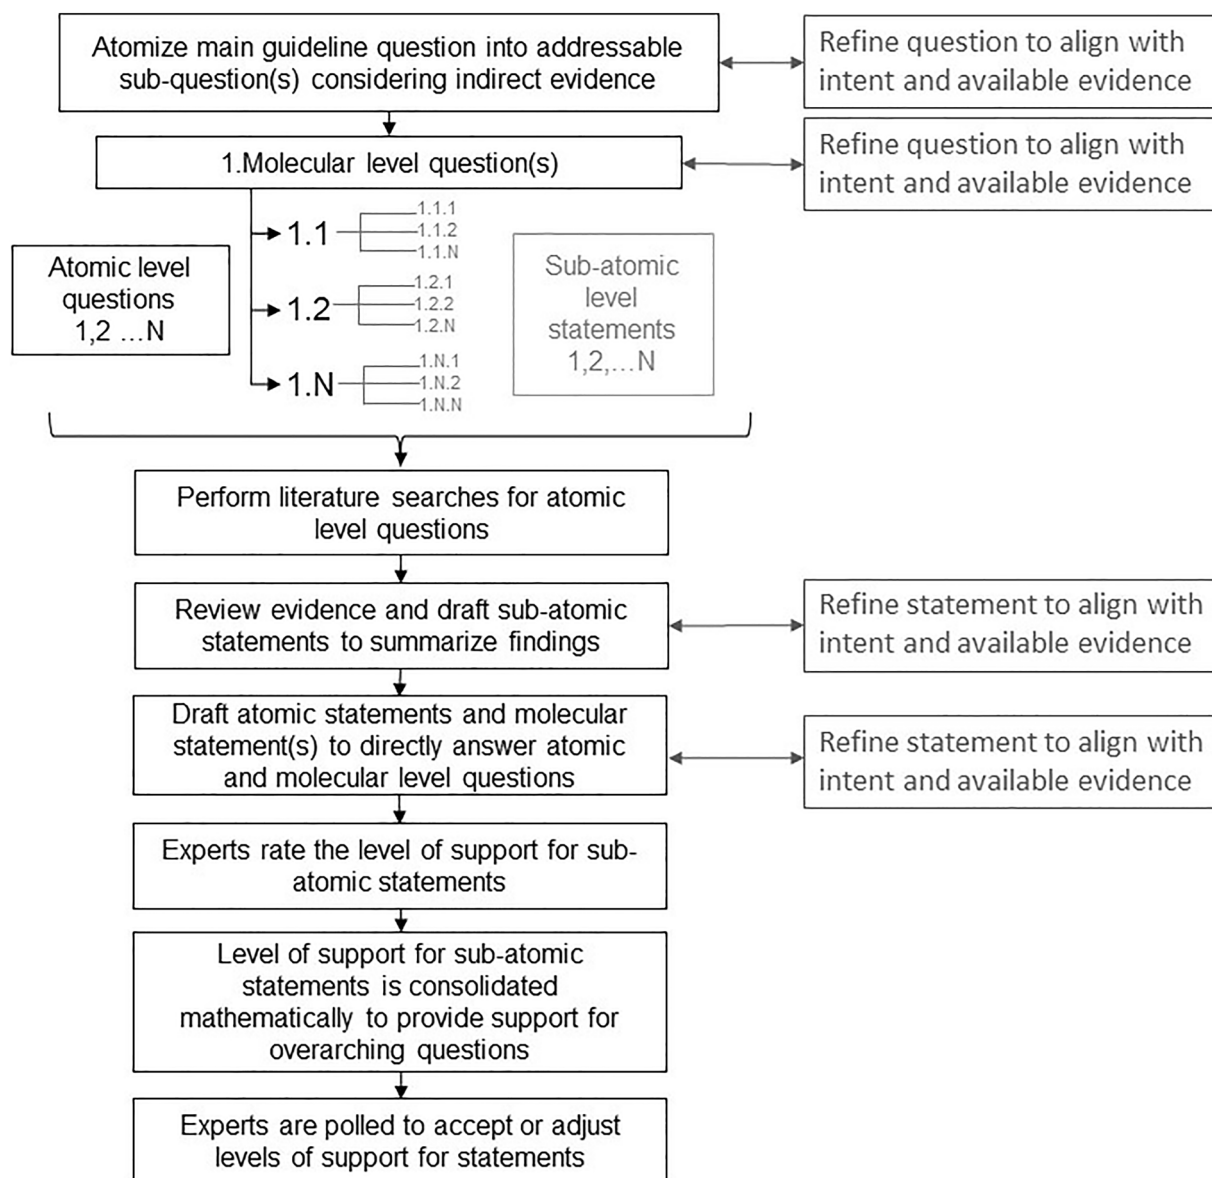 Atomize main guideline question into addressable
sub-question(s) considering indirect evidence
Refine question to align with
intent and available evidence
1.Molecular level question(s)
Refine question to align with
intent and available evidence
Atomic level
questions
1,2 ...N
1.1
1.1.1
1.1.2
1.1.N
1.2
1.2.1
1.2.2
1.2.N
1.N
1.N.1
1.N.2
1.N.N
Sub-atomic
level
statements
1,2,...N
Perform literature searches for atomic
level questions
Review evidence and draft sub-atomic
statements to summarize findings
Refine statement to align with
intent and available evidence
Draft atomic statements and molecular
statement(s) to directly answer atomic
and molecular level questions
Refine statement to align with
intent and available evidence
Experts rate the level of support for sub-
atomic statements
Level of support for sub-atomic
statements is consolidated
mathematically to provide support for
overarching questions
Experts are polled to accept or adjust
levels of support for statements